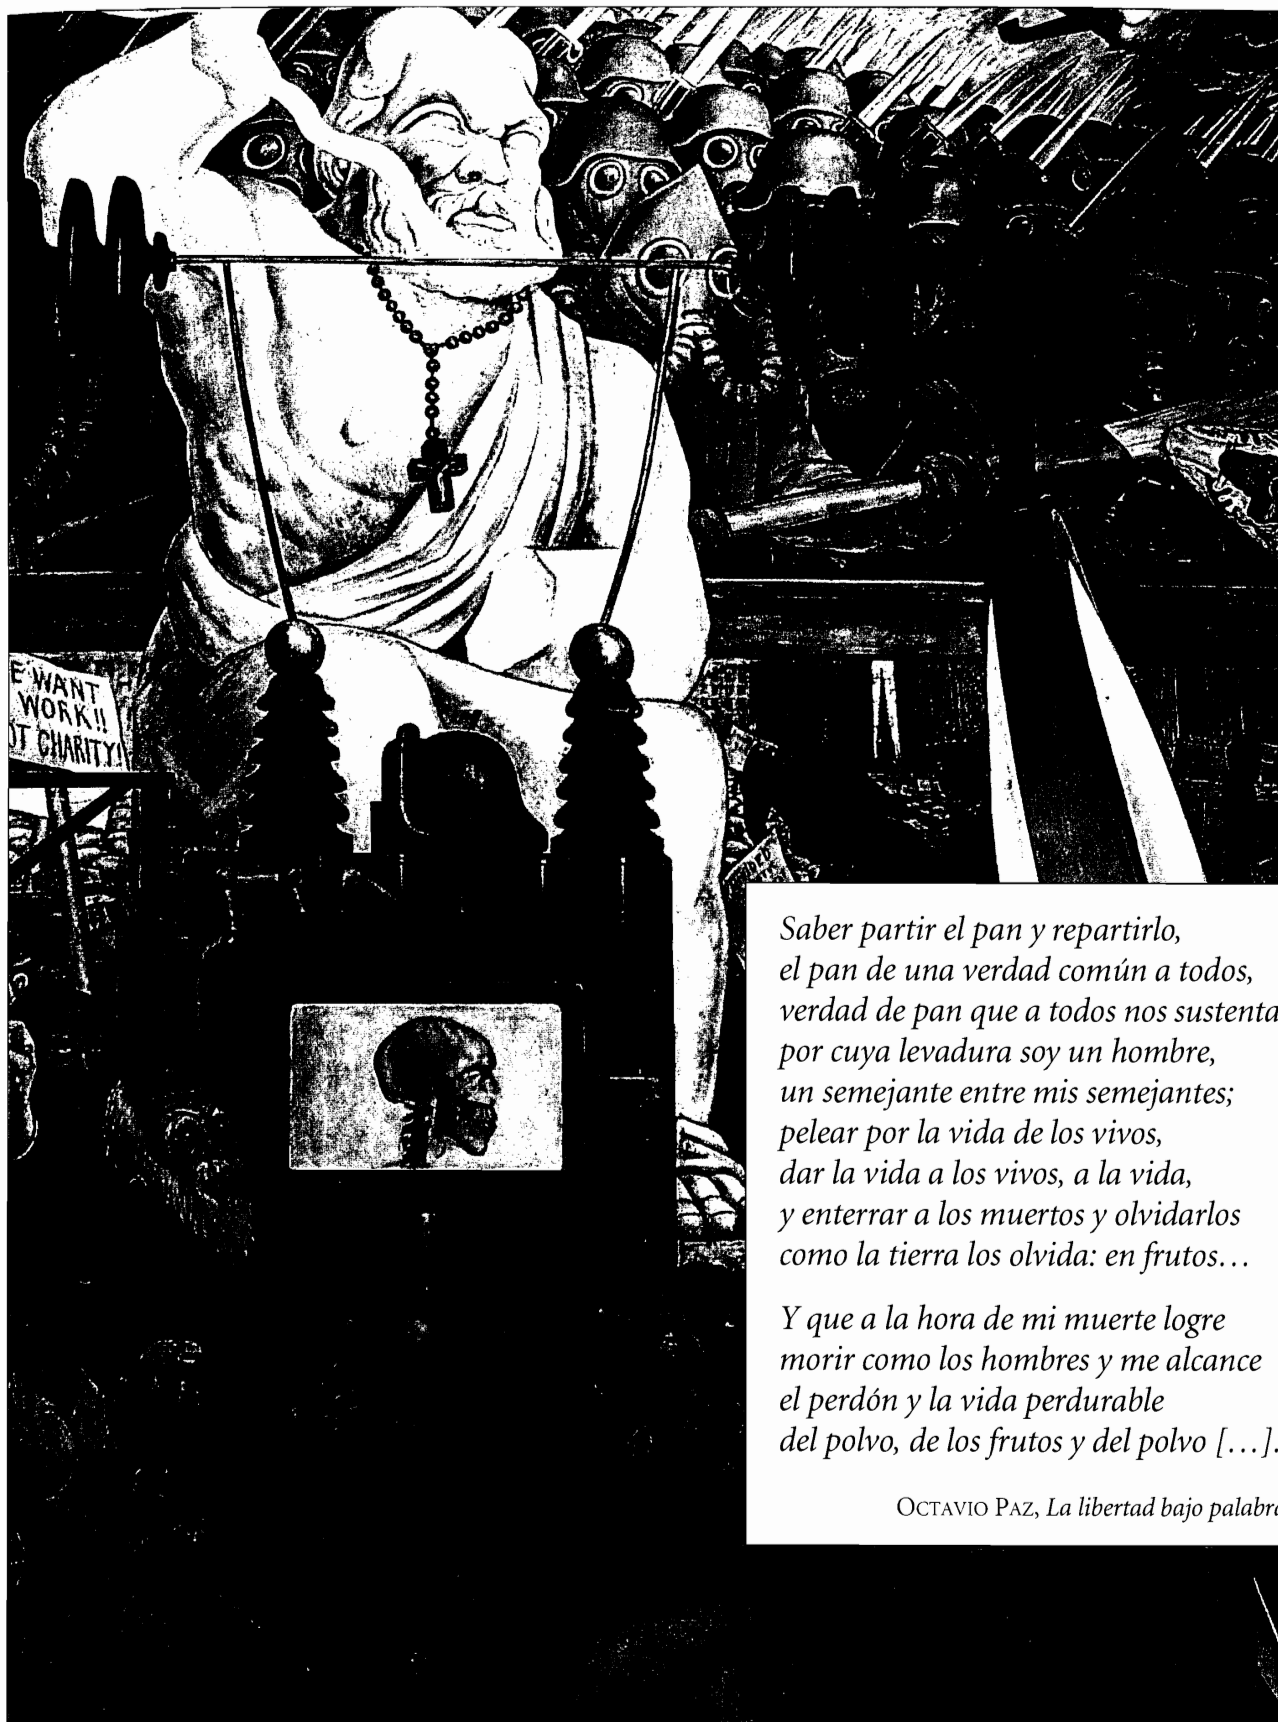 E WANT
WORK!!
OT CHARITY!
Saber partir el pan y repartirlo,
el pan de una verdad común a todos,
verdad de pan que a todos nos sustenta
por cuya levadura soy un hombre,
un semejante entre mis semejantes;
pelear por la vida de los vivos,
dar la vida a los vivos, a la vida,
y enterrar a los muertos y olvidarlos
como la tierra los olvida: en frutos…
Y que a la hora de mi muerte logre
morir como los hombres y me alcance
el perdón y la vida perdurable
del polvo, de los frutos y del polvo […].
OCTAVIO PAZ, La libertad bajo palabra